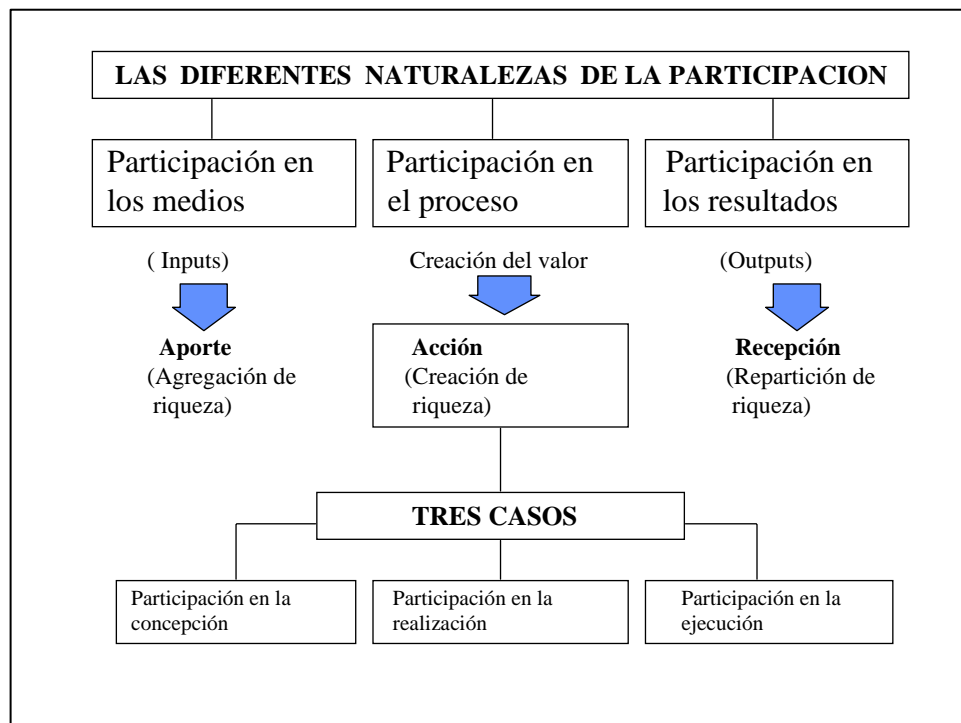 LAS DIFERENTES NATURALEZAS DE LA PARTICIPACION
Participación en
los medios
Participación en
el proceso
Participación en
los resultados
( Inputs)
Creación del valor
(Outputs)
Aporte
(Agregación de
riqueza)
Acción
(Creación de
riqueza)
Recepción
(Repartición de
riqueza)
TRES CASOS
Participación en la
concepción
Participación en la
realización
Participación en la
ejecución